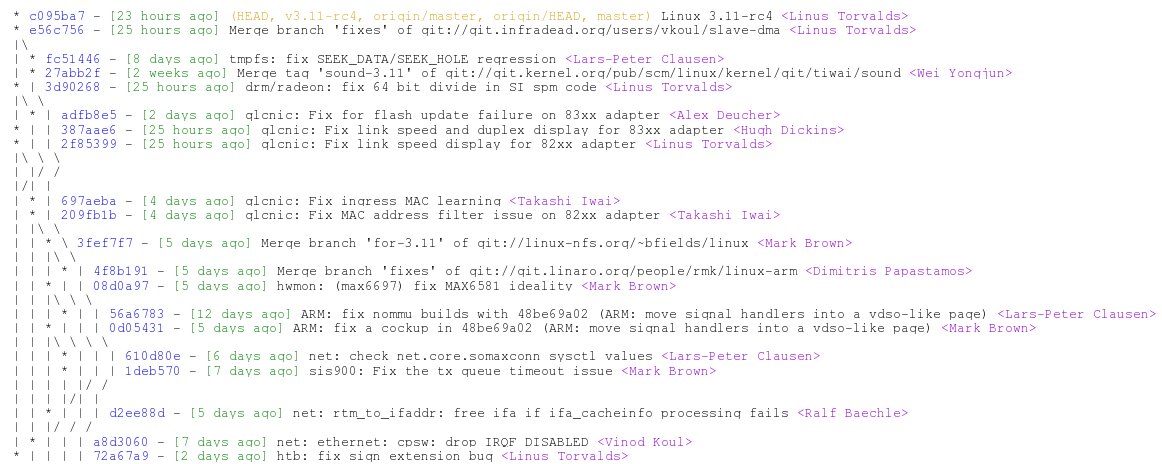 * c095ba7 - [23 hours ago] (HEAD, v3.11-rc4, origin/master, origin/HEAD, master) Linux 3.11-rc4 <Linus Torvalds>
* e56c756 - [25 hours ago] Merge branch 'fixes' of git://git.infradead.org/users/vkoul/slave-dma <Linus Torvalds>
|\
| * fc51446 - [8 days ago] tmpfs: fix SEEK_DATA/SEEK_HOLE regression <Lars-Peter Clausen>
| * 27abb2f - [2 weeks ago] Merge tag 'sound-3.11' of git://git.kernel.org/pub/scm/linux/kernel/git/tiwai/sound <Wei Yongjun>
* | 3d90268 - [25 hours ago] drm/radeon: fix 64 bit divide in SI spm code <Linus Torvalds>
|\ \
| * | adfb8e5 - [2 days ago] qlcnic: Fix for flash update failure on 83xx adapter <Alex Deucher>
* | | 387aae6 - [25 hours ago] qlcnic: Fix link speed and duplex display for 83xx adapter <Hugh Dickins>
* | | 2f85399 - [25 hours ago] qlcnic: Fix link speed display for 82xx adapter <Linus Torvalds>
|\ \ \
| |/ /
|/| |
| * | 697aeba - [4 days ago] qlcnic: Fix ingress MAC learning <Takashi Iwai>
| * | 209fb1b - [4 days ago] qlcnic: Fix MAC address filter issue on 82xx adapter <Takashi Iwai>
| |\ \
| | * \ 3fef7f7 - [5 days ago] Merge branch 'for-3.11' of git://linux-nfs.org/~bfields/linux <Mark Brown>
| | |\ \
| | | * | 4f8b191 - [5 days ago] Merge branch 'fixes' of git://git.linaro.org/people/rmk/linux-arm <Dimitris Papastamos>
| | * | | 08d0a97 - [5 days ago] hwmon: (max6697) fix MAX6581 ideality <Mark Brown>
| | |\ \ \
| | | * | | 56a6783 - [12 days ago] ARM: fix nommu builds with 48be69a02 (ARM: move signal handlers into a vdso-like page) <Lars-Peter Clausen>
| | * | | | 0d05431 - [5 days ago] ARM: fix a cockup in 48be69a02 (ARM: move signal handlers into a vdso-like page) <Mark Brown>
| | |\ \ \ \
| | | * | | | 610d80e - [6 days ago] net: check net.core.somaxconn sysctl values <Lars-Peter Clausen>
| | | * | | | 1deb570 - [7 days ago] sis900: Fix the tx queue timeout issue <Mark Brown>
| | | | |/ /
| | | |/| |
| | * | | | d2ee88d - [5 days ago] net: rtm_to_ifaddr: free ifa if ifa_cacheinfo processing fails <Ralf Baechle>
| | |/ / /
| * | | | a8d3060 - [7 days ago] net: ethernet: cpsw: drop IRQF_DISABLED <Vinod Koul>
* | | | | 72a67a9 - [2 days ago] htb: fix sign extension bug <Linus Torvalds>